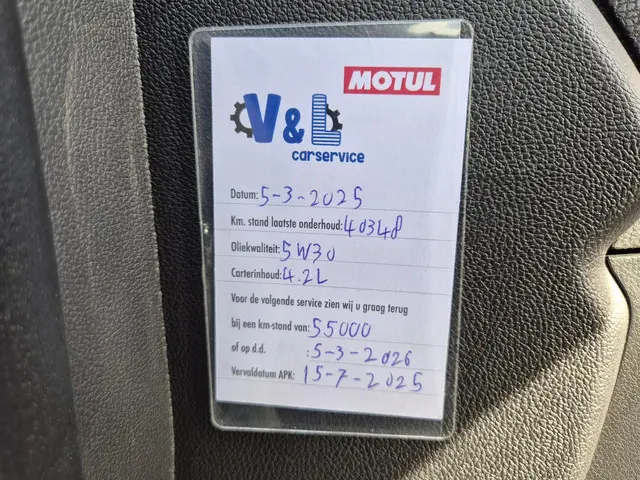 MOTUL
V & L
carservice
Datum: 5-3-2025
Km. stand laatste onderhoud: 40348
Oliekwaliteit: 5W30
Carterinhoud: 4.2L
Voor de volgende service zien wij u graag terug
bij een km-stand van: 55000
of op d.d. : 5-3-2026
Vervaldatum APK: 15-7-2025